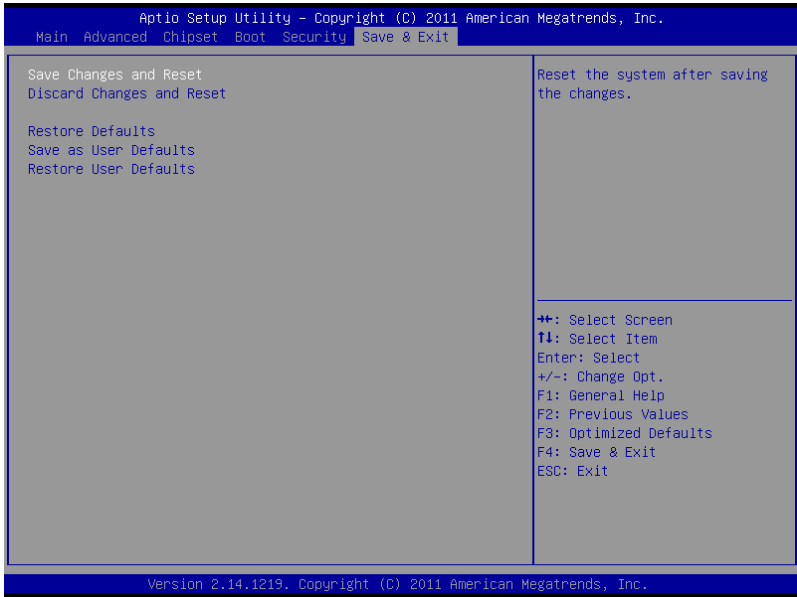 Aptio Setup Utility – Copyright (C) 2011 American Megatrends, Inc.
Main Advanced Chipset Boot Security Save & Exit
Save Changes and Reset
Discard Changes and Reset
Restore Defaults
Save as User Defaults
Restore User Defaults
Reset the system after saving
the changes.
→←: Select Screen
↑↓: Select Item
Enter: Select
+/-: Change Opt.
F1: General Help
F2: Previous Values
F3: Optimized Defaults
F4: Save & Exit
ESC: Exit
Version 2.14.1219. Copyright (C) 2011 American Megatrends, Inc.